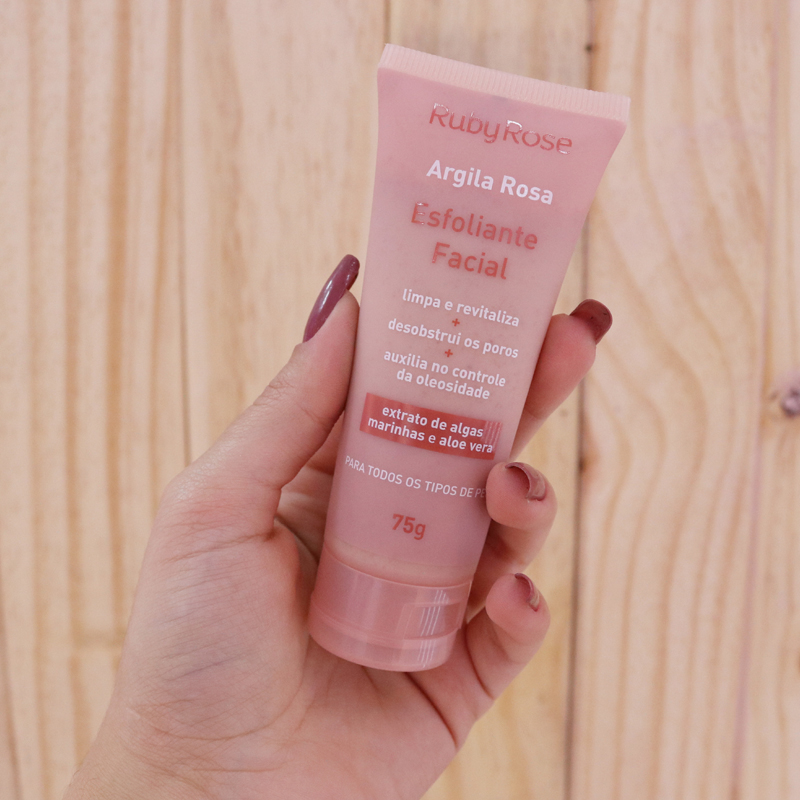 RubyRose
Argila Rosa
Esfoliante
Facial
limpa e revitaliza
+
desobstrui os poros
+
auxilia no controle
da oleosidade
extrato de algas
marinhas e aloe vera
PARA TODOS OS TIPOS DE
75g